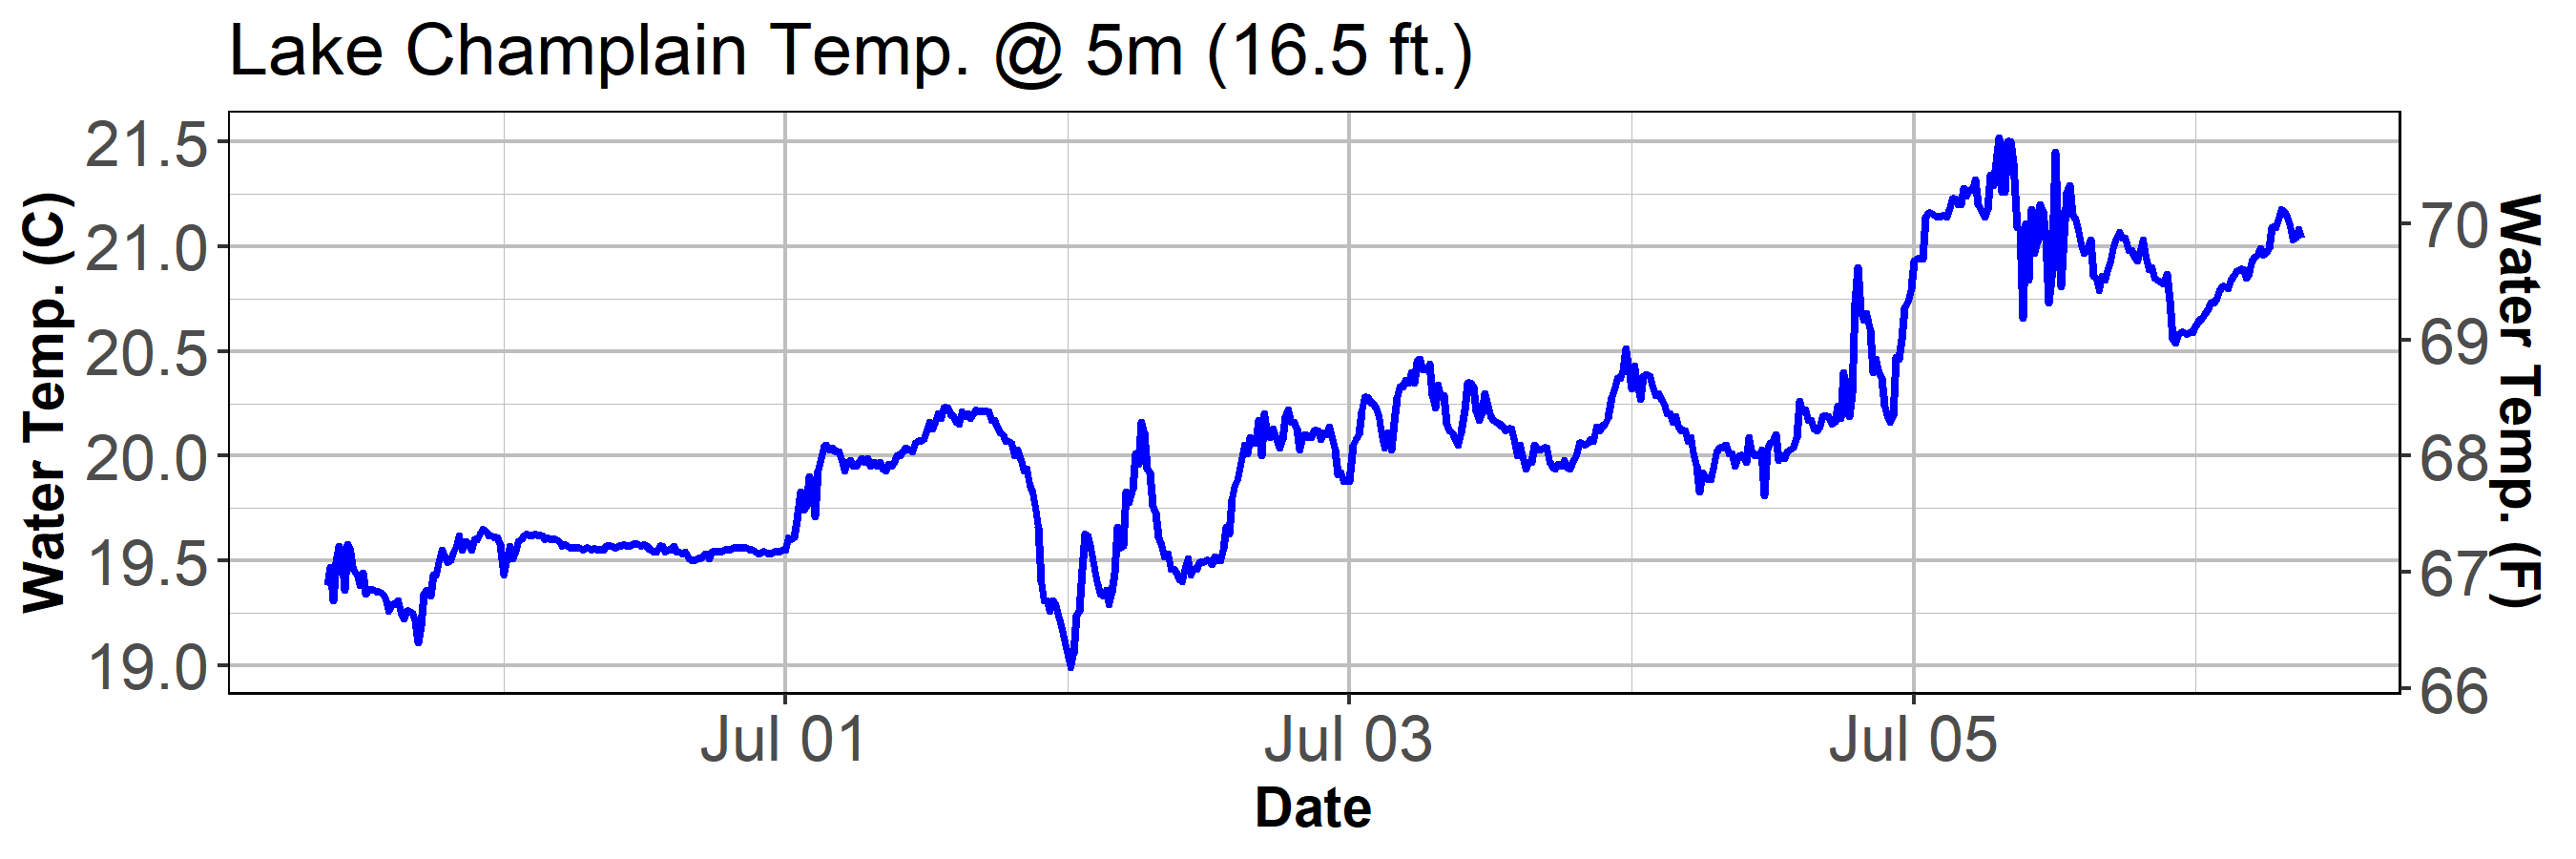 Lake Champlain Temp. @ 5m (16.5 ft.)
Water Temp. (C)
21.5
21.0
20.5
20.0
19.5
19.0
70
69
68
67
66
Water Temp. (F)
Jul 01 Jul 03 Jul 05
Date